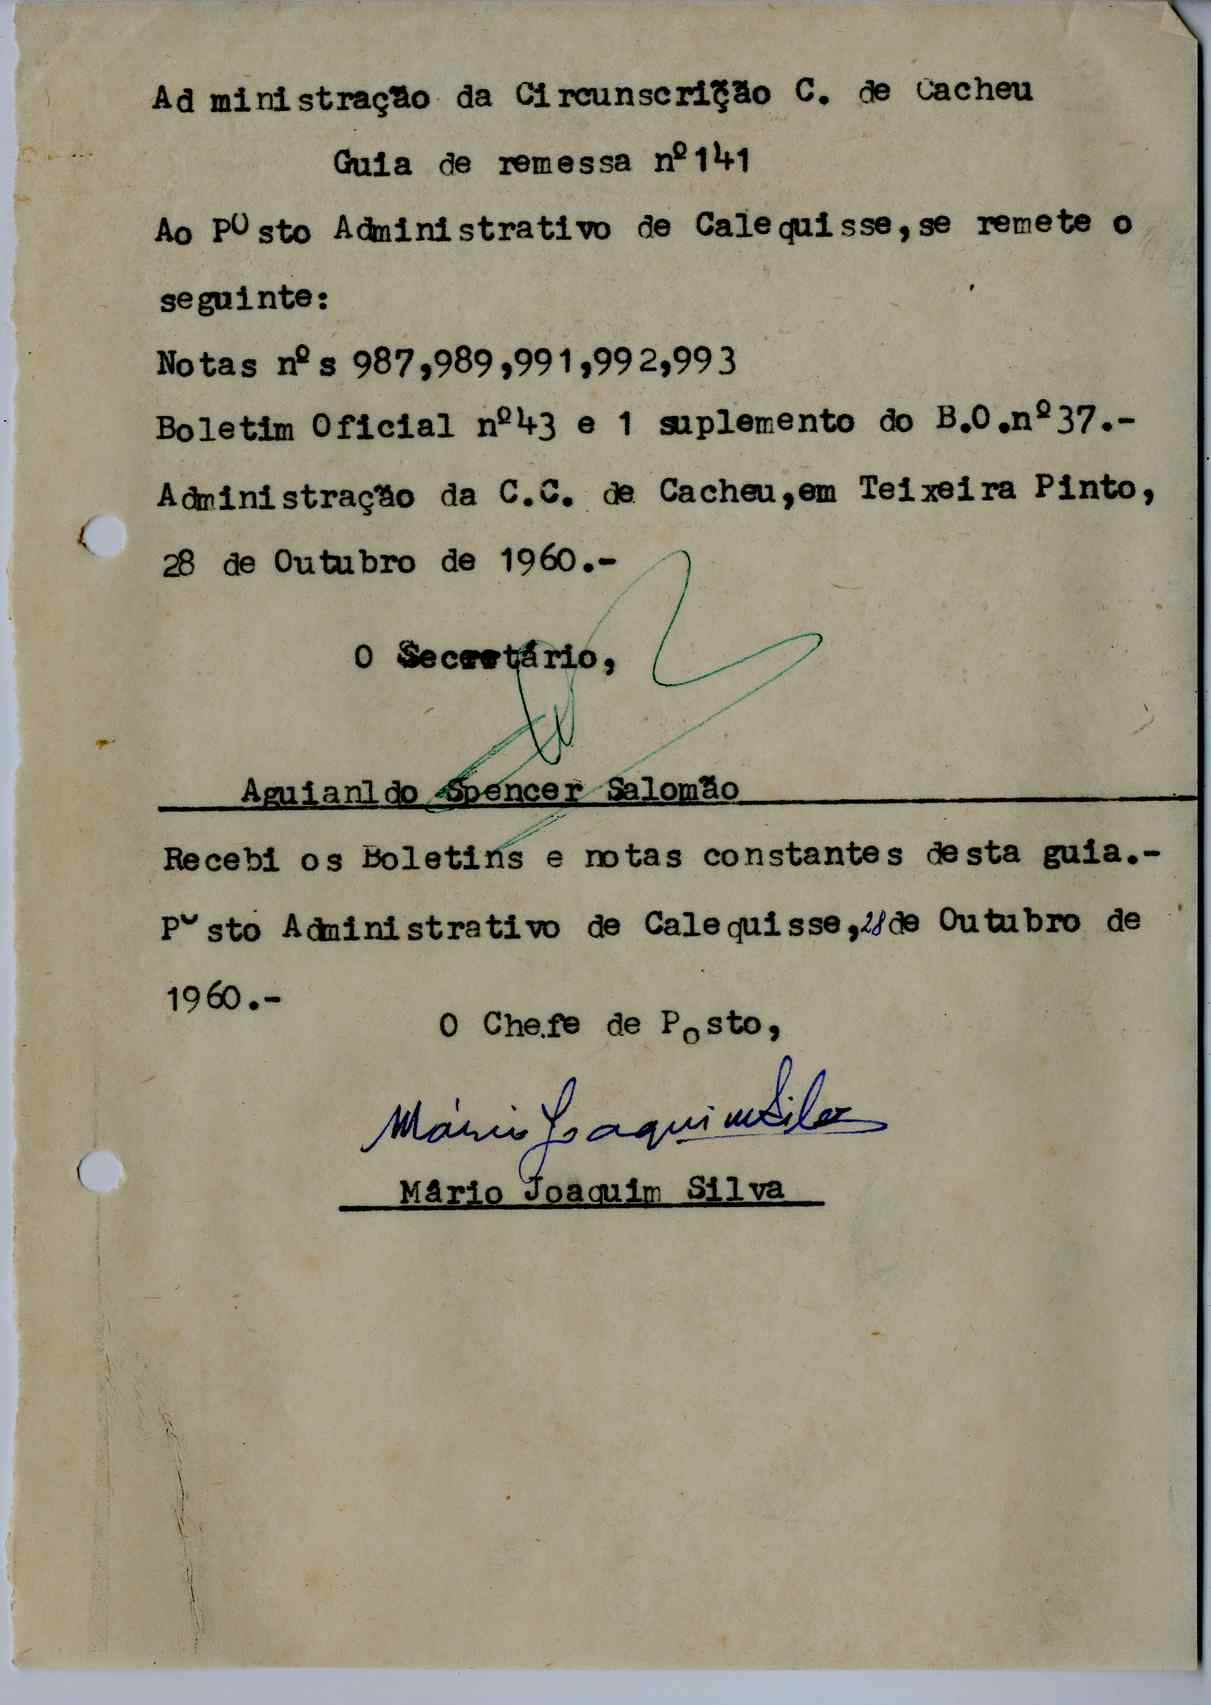 Administração da Circunscrição C. de Cacheu
Guia de remessa nº141
Ao Posto Administrativo de Calequisse,se remete o
seguinte:
Notas nºs 987,989,991,992,993
Boletim Oficial nº43 e 1 suplemento do B.O.nº37.-
Administração da C.C. de Cacheu,em Teixeira Pinto,
28 de Outubro de 1960.-
O Secretário,
Aguianldo Spencer Salomão
Recebi os Boletins e notas constantes desta guia.-
Posto Administrativo de Calequisse,28de Outubro de
1960.-
O Chefe de Posto,
Mário Joaquim Silva
Mário Joaquim Silva